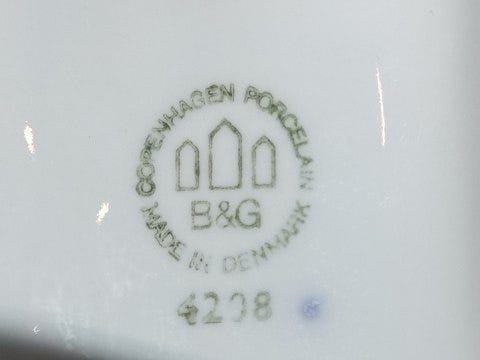 COPENHAGEN PORCELAIN
B&G
MADE IN DENMARK
4208